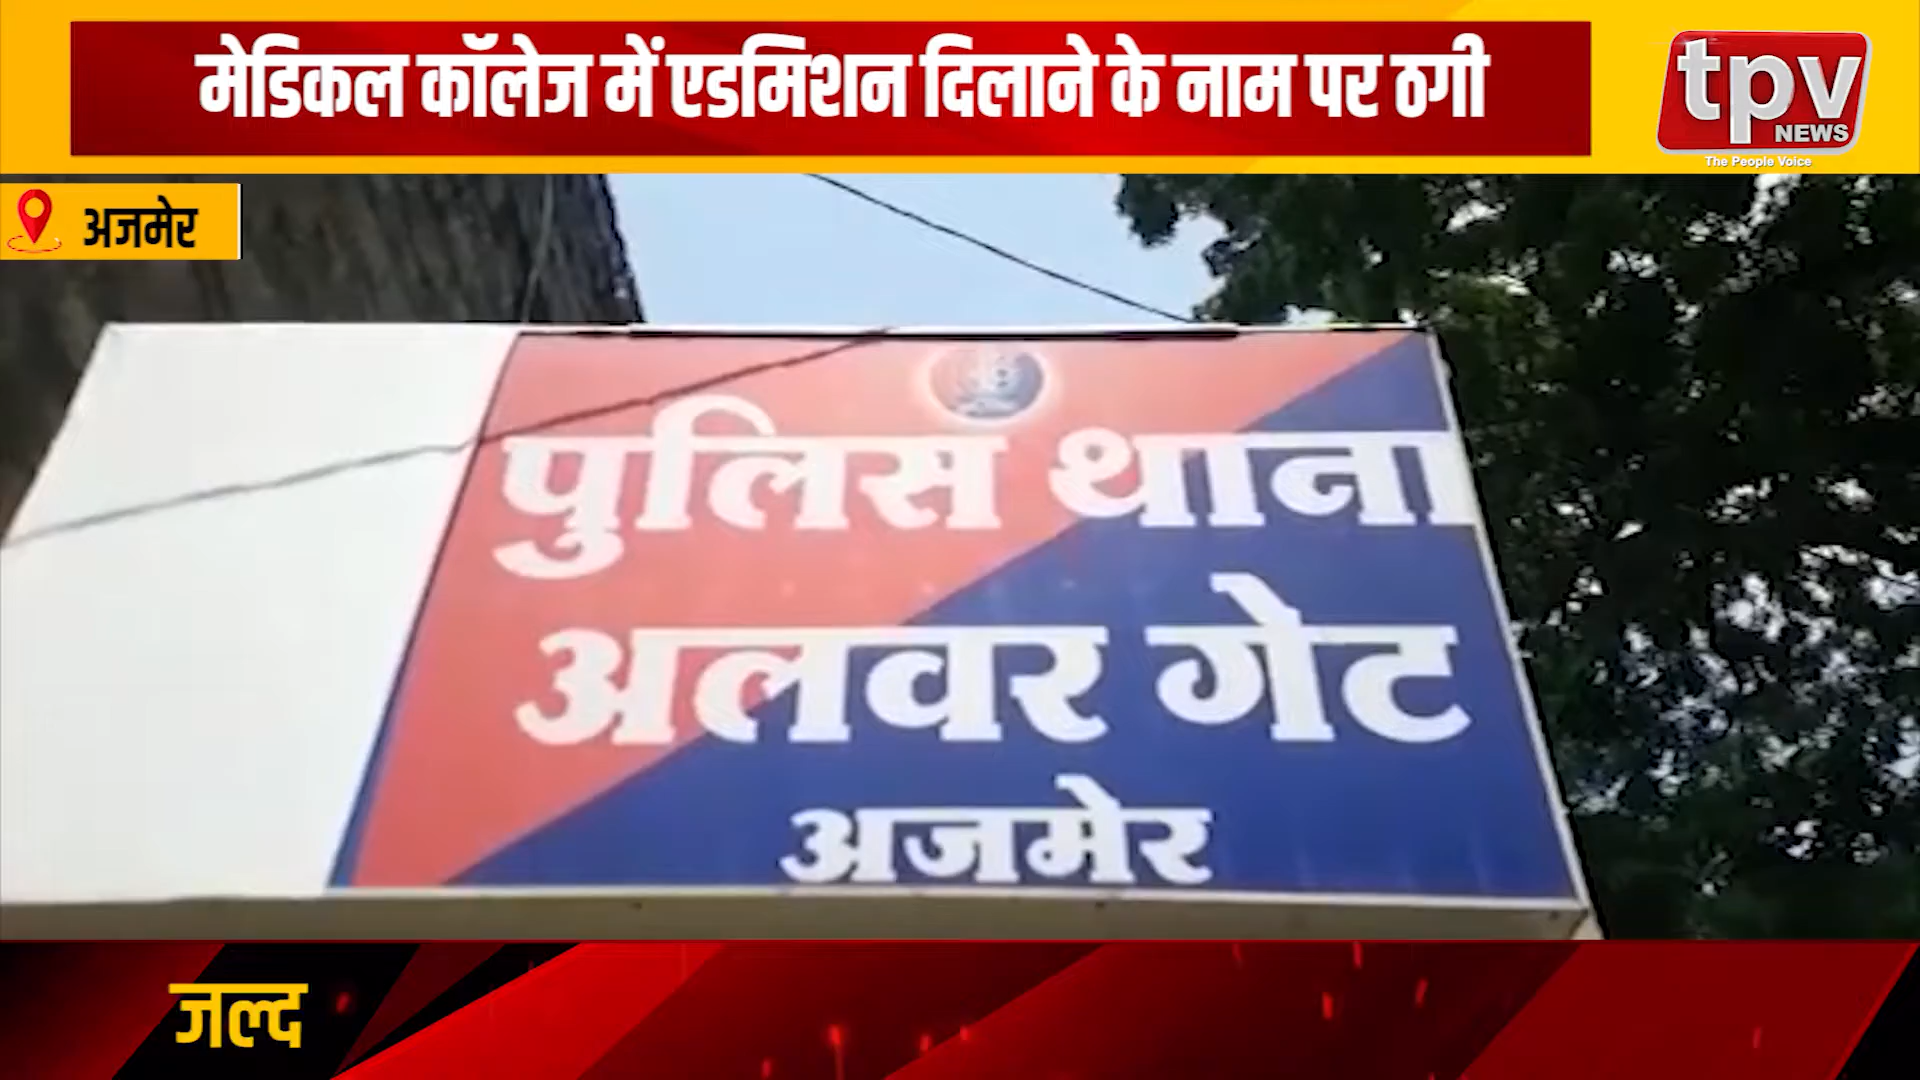 मेडिकल कॉलेज में एडमिशन दिलाने के नाम पर ठगी
tpv
NEWS
The People Voice
अजमेर
पुलिस थाना
अलवर गेट
अजमेर
जल्द